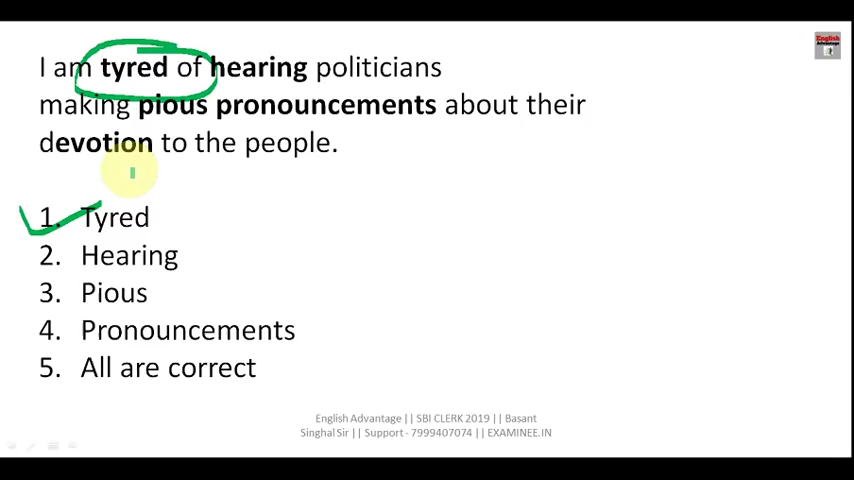 English
Advantage
I am tyred of hearing politicians
making pious pronouncements about their
devotion to the people.
1. Tyred
2. Hearing
3. Pious
4. Pronouncements
5. All are correct
English Advantage || SBI CLERK 2019 || Basant
Singhal Sir || Support - 7999407074 || EXAMINEE.IN